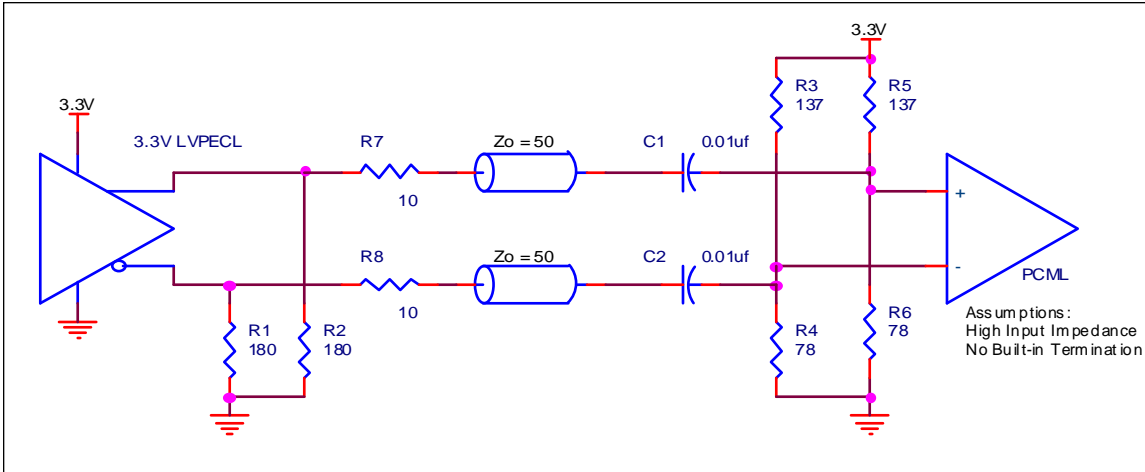 3.3V
3.3V LVPECL
R7
10
Zo = 50
C1
0.01uf
3.3V
R3
137
R5
137
R8
10
Zo = 50
C2
0.01uf
+
-
PCML
R1
180
R2
180
R4
78
R6
78
Assumptions:
High Input Impedance
No Built-in Termination